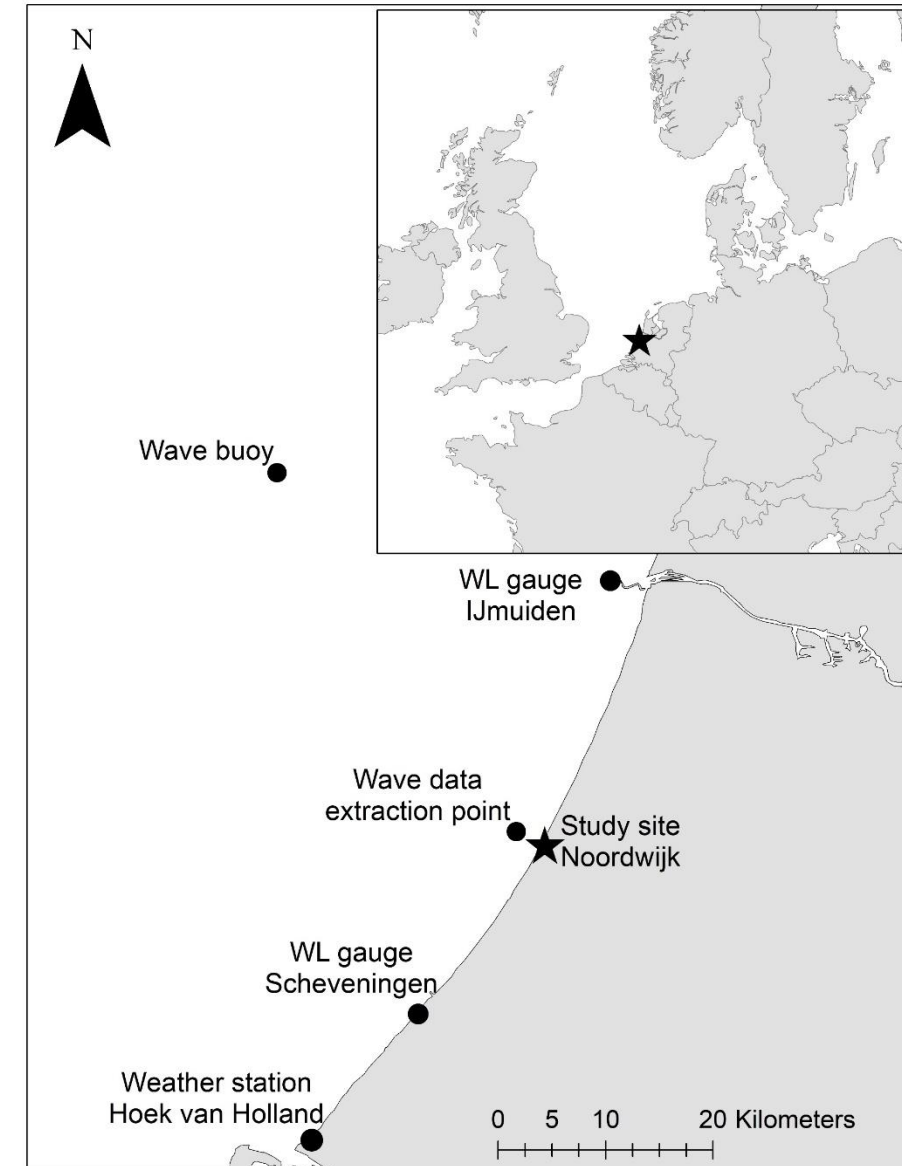 N
Wave buoy
WL gauge
IJmuiden
Wave data
extraction point
Study site
Noordwijk
WL gauge
Scheveningen
Weather station
Hoek van Holland
0 5 10 20 Kilometers